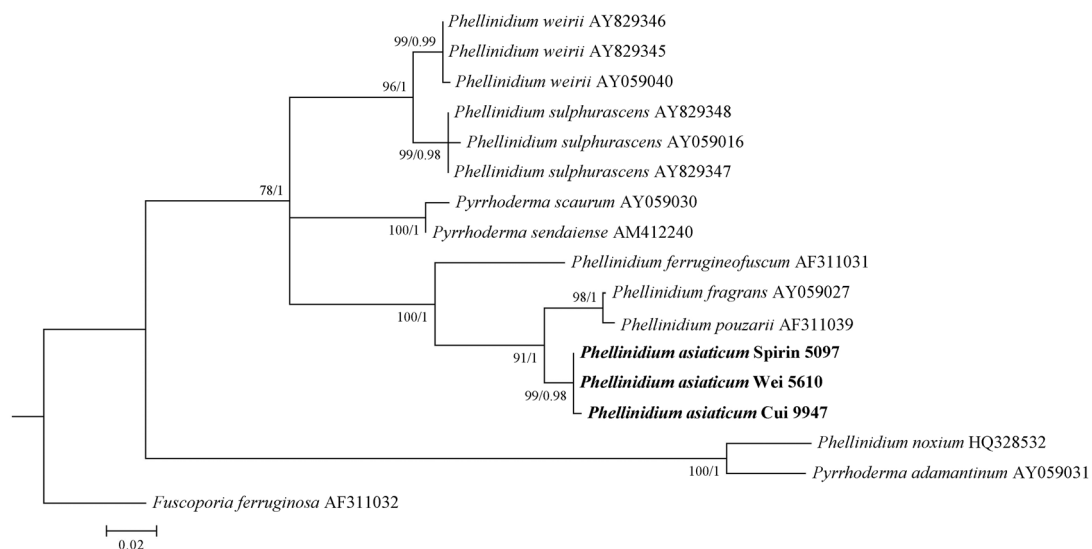 Phellinidium weirii AY829346
99/0.99
Phellinidium weirii AY829345
Phellinidium weirii AY059040
96/1
Phellinidium sulphurascens AY829348
Phellinidium sulphurascens AY059016
99/0.98
Phellinidium sulphurascens AY829347
78/1
Pyrrhoderma scaurum AY059030
100/1
Pyrrhoderma sendaiense AM412240
Phellinidium ferrugineofuscum AF311031
Phellinidium fragrans AY059027
98/1
100/1
Phellinidium pouzarii AF311039
Phellinidium asiaticum Spirin 5097
91/1
Phellinidium asiaticum Wei 5610
99/0.98
Phellinidium asiaticum Cui 9947
Phellinidium noxium HQ328532
100/1
Pyrrhoderma adamantinum AY059031
Fuscoporia ferruginosa AF311032
0.02